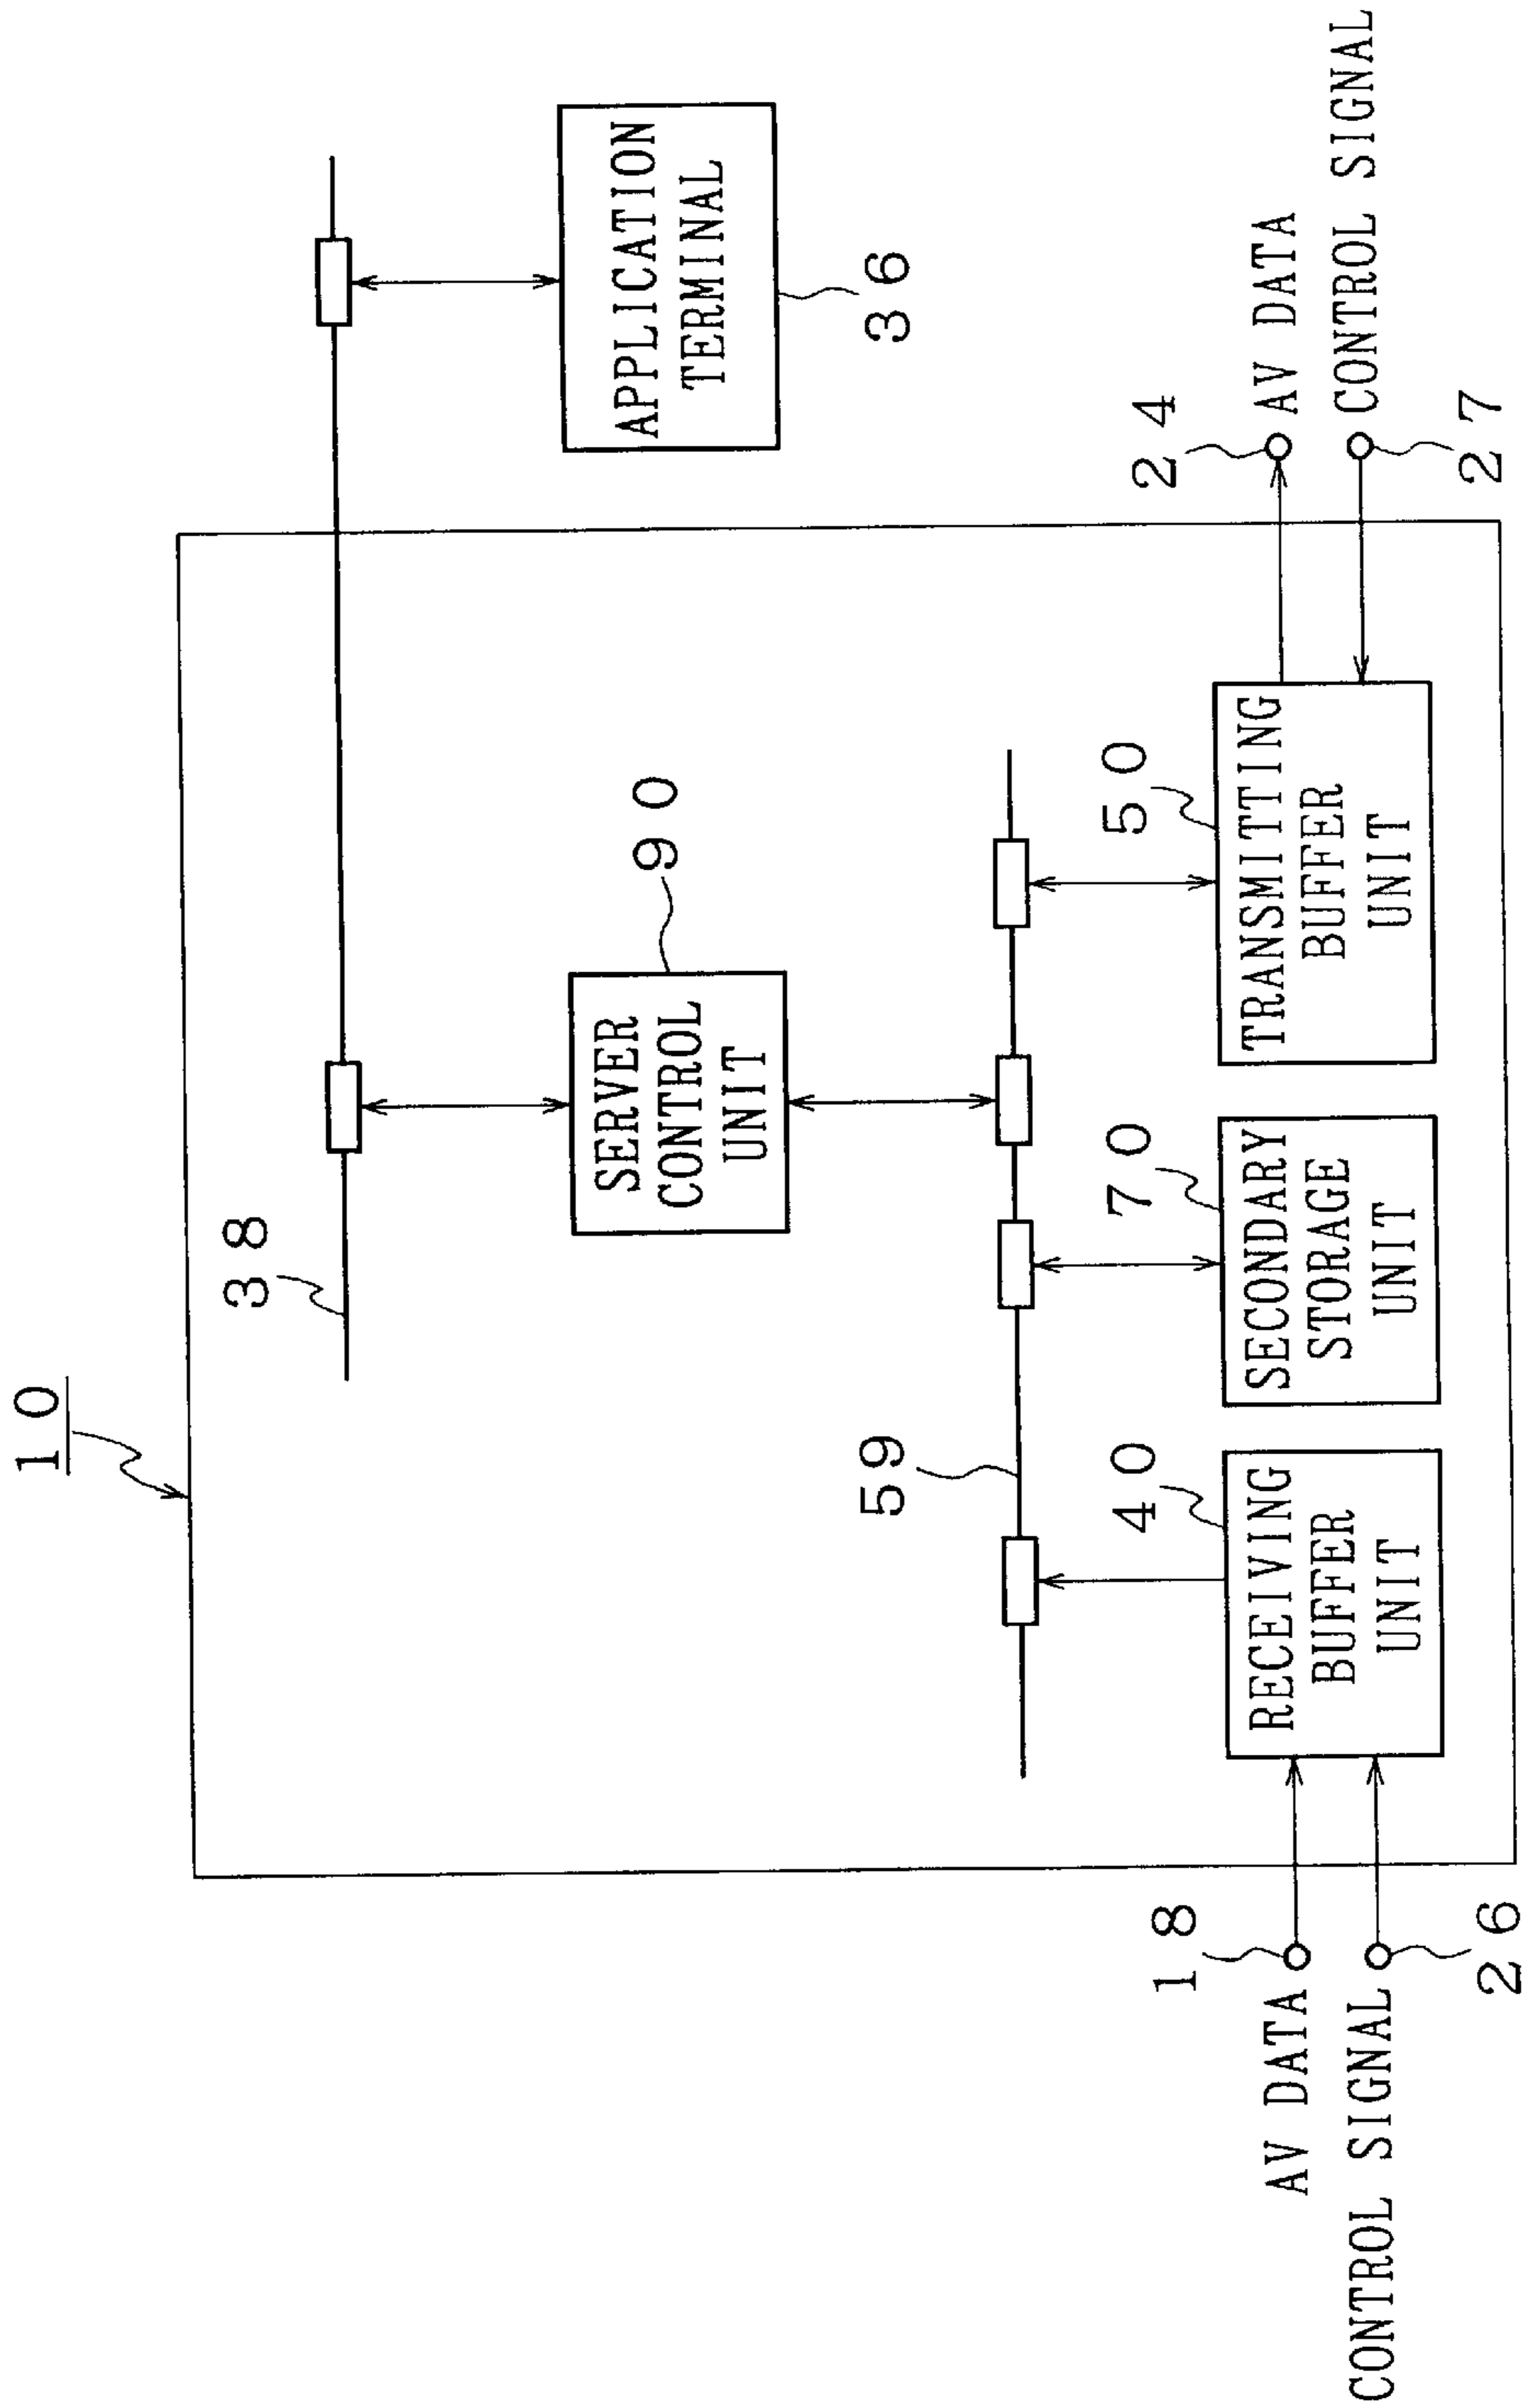 10
38
SERVER
CONTROL
UNIT
90
APPLICATION
TERMINAL
36
59
RECEIVING
BUFFER
UNIT
40
SECONDARY
STORAGE
UNIT
70
TRANSMITTING
BUFFER
UNIT
50
18
AV DATA
CONTROL SIGNAL
26
24
AV DATA
CONTROL SIGNAL
27